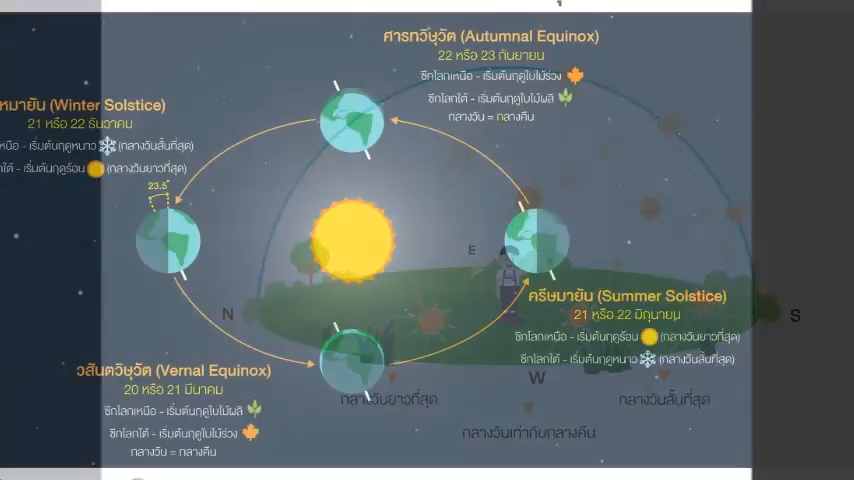 ศารทวิษุวัต (Autumnal Equinox)
22 หรือ 23 กันยายน
ซีกโลกเหนือ - เริ่มต้นฤดูใบไม้ร่วง
ซีกโลกใต้ - เริ่มต้นฤดูใบไม้ผลิ
กลางวัน = กลางคืน
หมายัน (Winter Solstice)
21 หรือ 22 ธันวาคม
หนือ - เริ่มต้นฤดูหนาว (กลางวันสั้นที่สุด)
กใต้ - เริ่มต้นฤดูร้อน (กลางวันยาวที่สุด)
23.5
E
N
S
W
ครีษมายัน (Summer Solstice)
21 หรือ 22 มิถุนายน
ซีกโลกเหนือ - เริ่มต้นฤดูร้อน (กลางวันยาวที่สุด)
ซีกโลกใต้ - เริ่มต้นฤดูหนาว (กลางวันสั้นที่สุด)
วสันตวิษุวัต (Vernal Equinox)
20 หรือ 21 มีนาคม
ซีกโลกเหนือ - เริ่มต้นฤดูใบไม้ผลิ
ซีกโลกใต้ - เริ่มต้นฤดูใบไม้ร่วง
กลางวัน = กลางคืน
กลางวันยาวที่สุด
กลางวันสั้นที่สุด
กลางวันเท่ากับกลางคืน